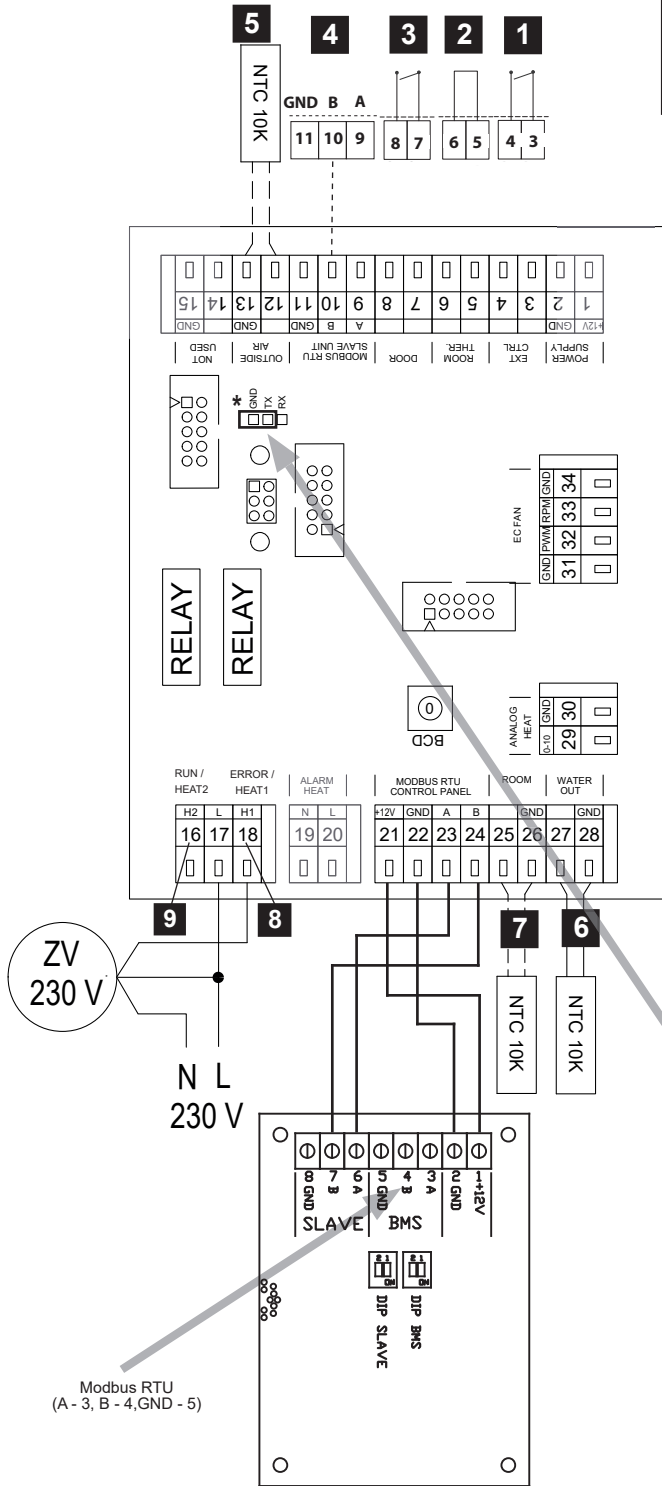 5 4 3 2 1
NTC 10K
GND B A
11 10 9 8 7 6 5 4 3
15 14 13 12 11 10 9 8 7 6 5 4 3 2 1
GND GND GND B A GND +12V
NOT USED
OUTSIDE AIR
MODBUS RTU SLAVE UNIT
DOOR
ROOM THER.
EXT CTRL
POWER SUPPLY
*
GND
TX
RX
EC FAN
GND PWM RPM GND
31 32 33 34
RELAY RELAY
0
BCD
ANALOG HEAT
0-10 GND
29 30
RUN / HEAT2
ERROR / HEAT1
ALARM HEAT
MODBUS RTU CONTROL PANEL
ROOM
WATER OUT
H2 L H1 N L +12V GND A B GND GND
16 17 18 19 20 21 22 23 24 25 26 27 28
9 8 7 6
ZV
230 V
NTC 10K
NTC 10K
N L
230 V
8 GND
7 B
6 A
5 GND
4 B
3 A
2 GND
1 +12V
SLAVE BMS
2 1
ON
2 1
ON
DIP SLAVE
DIP BMS
Modbus RTU
(A - 3, B - 4,GND - 5)